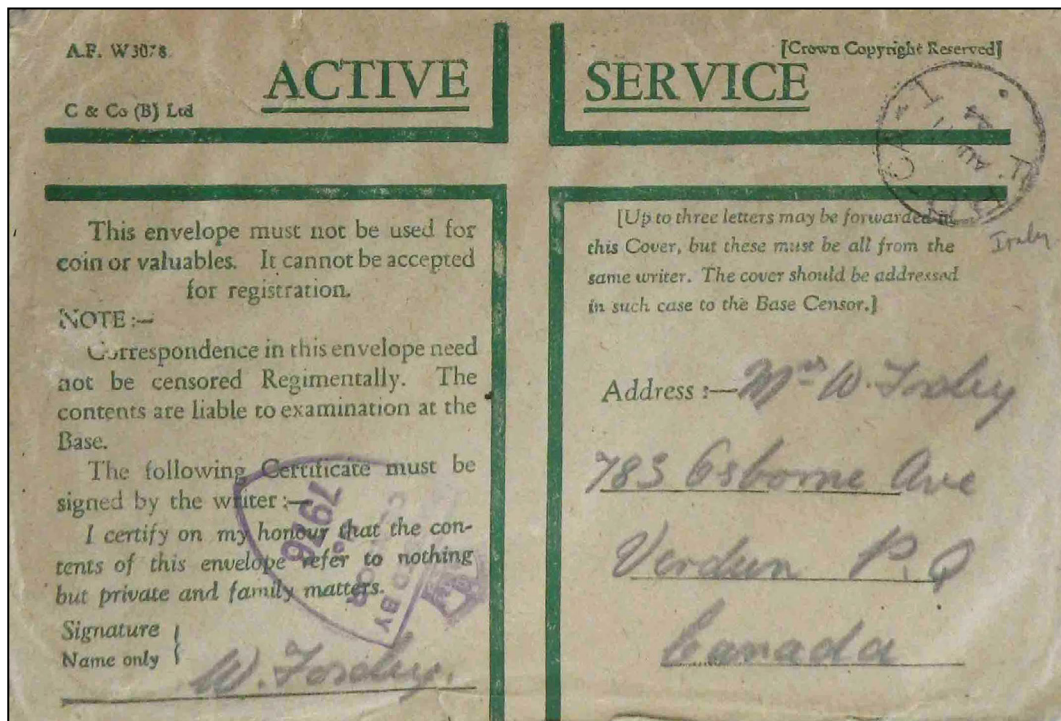 A.F. W3078.
C & Co (B) Ltd
ACTIVE
SERVICE
[Crown Copyright Reserved]
This envelope must not be used for
coin or valuables. It cannot be accepted
for registration.
NOTE :—
Correspondence in this envelope need
not be censored Regimentally. The
contents are liable to examination at the
Base.
The following Certificate must be
signed by the writer :—
I certify on my honour that the con-
tents of this envelope refer to nothing
but private and family matters.
Signature
Name only
W.
7976
[Up to three letters may be forwarded in
this Cover, but these must be all from the
same writer. The cover should be addressed
in such case to the Base Censor.]
Address :— Mrs W.
783 Osborne Ave
Verdun P.Q
Canada